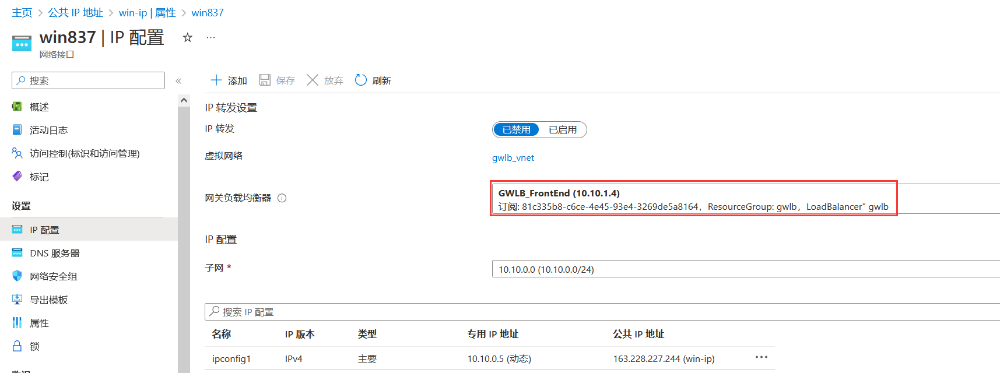 主页 > 公共 IP 地址 > win-ip | 属性 > win837
win837 | IP 配置 ☆ ···
网络接口
搜索 «
添加 保存 放弃 刷新
概述
活动日志
访问控制(标识和访问管理)
标记
设置
IP 配置
DNS 服务器
网络安全组
导出模板
属性
锁
IP 转发设置
IP 转发 已禁用 已启用
虚拟网络 gwlb_vnet
网关负载均衡器 GWLB_FrontEnd (10.10.1.4)
订阅: 81c335b8-c6ce-4e45-93e4-3269de5a8164，ResourceGroup: gwlb，LoadBalancer" gwlb
IP 配置
子网 * 10.10.0.0 (10.10.0.0/24)
搜索 IP 配置
名称 IP 版本 类型 专用 IP 地址 公共 IP 地址
ipconfig1 IPv4 主要 10.10.0.5 (动态) 163.228.227.244 (win-ip) ···